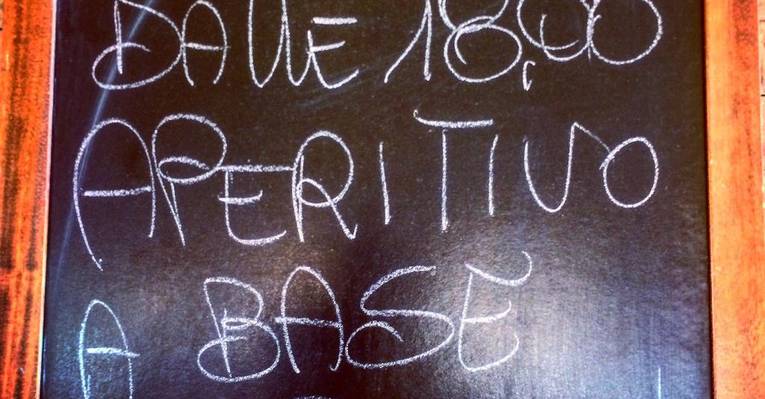 DALLE 18,00
APERITIVO
A BASE